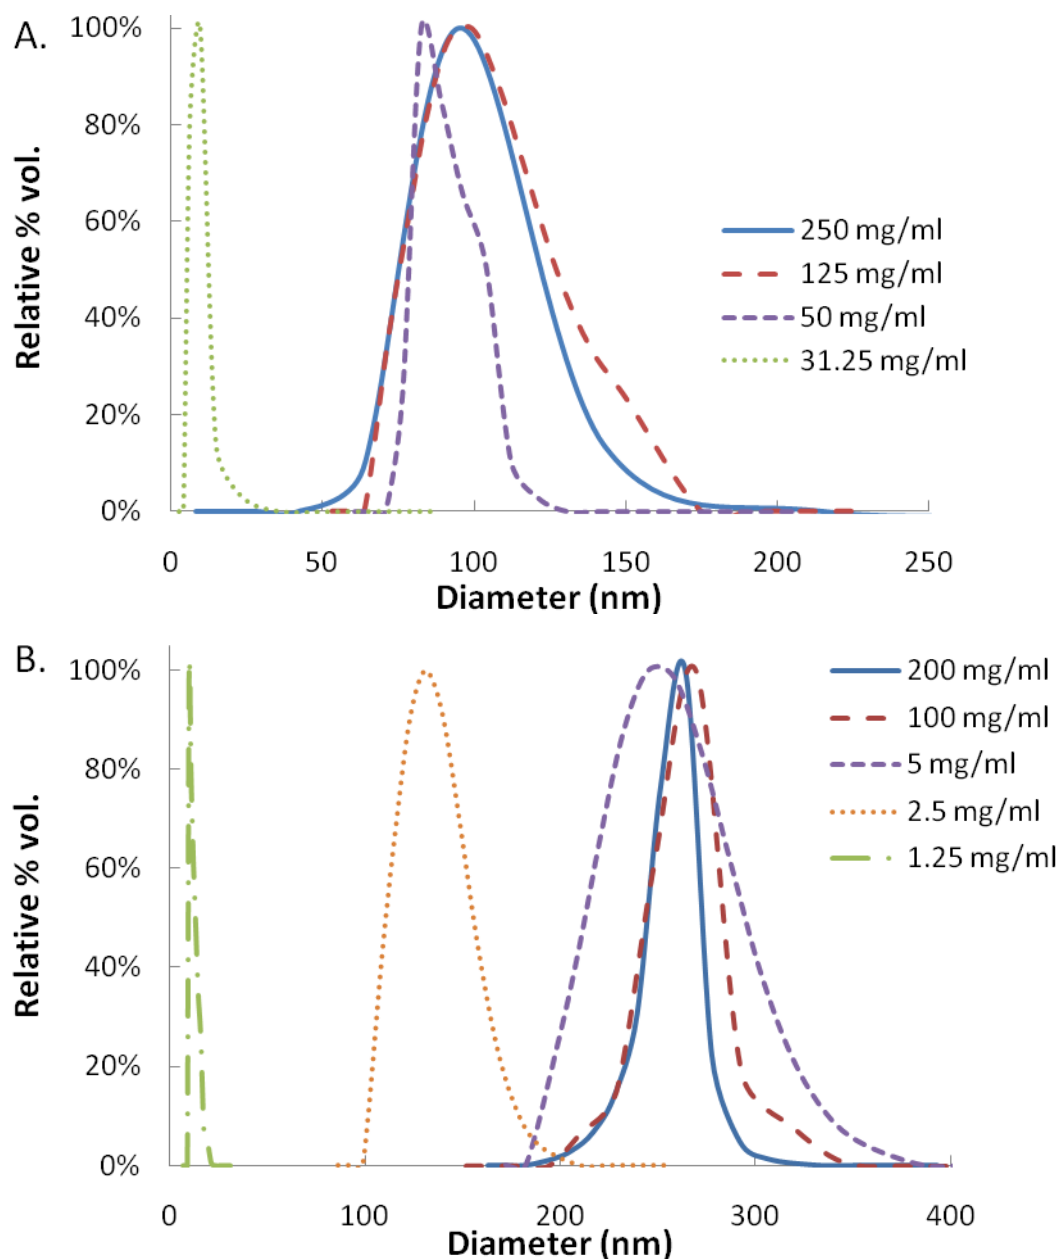 A.
Relative % vol.
100%
80%
60%
40%
20%
0%
0 50 100 150 200 250
Diameter (nm)
250 mg/ml
125 mg/ml
50 mg/ml
31.25 mg/ml
B.
Relative % vol.
100%
80%
60%
40%
20%
0%
0 100 200 300 400
Diameter (nm)
200 mg/ml
100 mg/ml
5 mg/ml
2.5 mg/ml
1.25 mg/ml